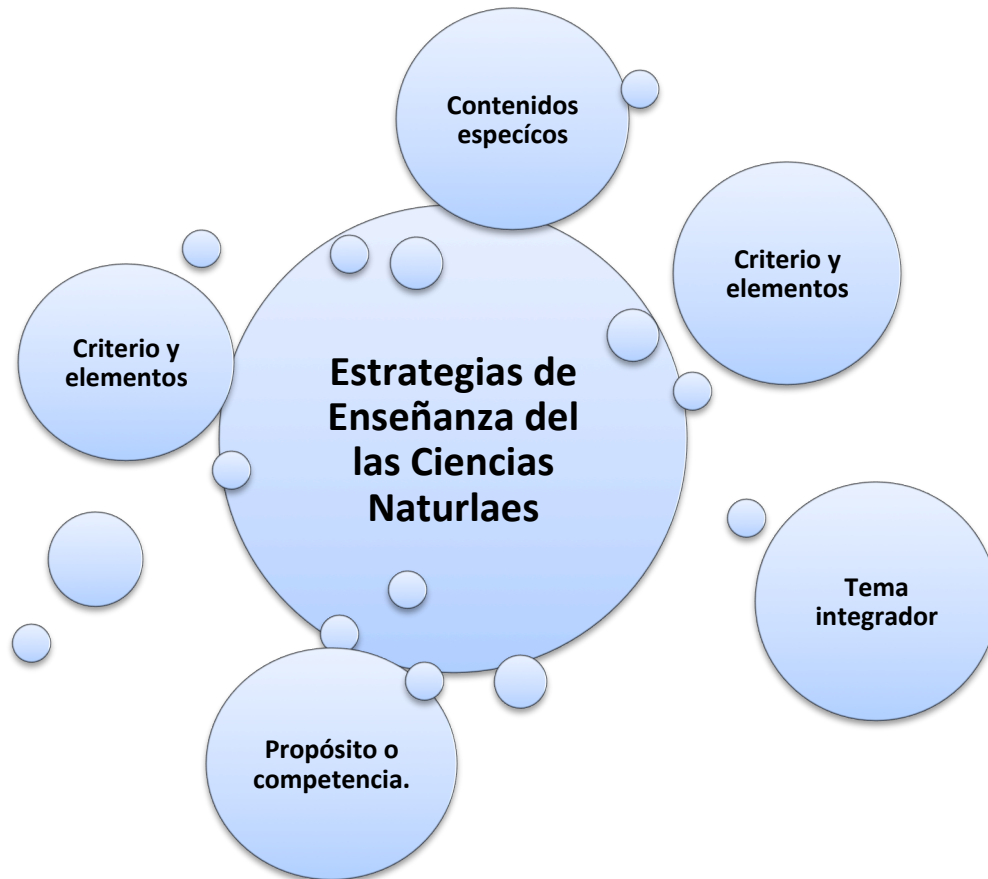 Contenidos
especícos
Criterio y
elementos
Criterio y
elementos
Estrategias de
Enseñanza del
las Ciencias
Naturlaes
Tema
integrador
Propósito o
competencia.